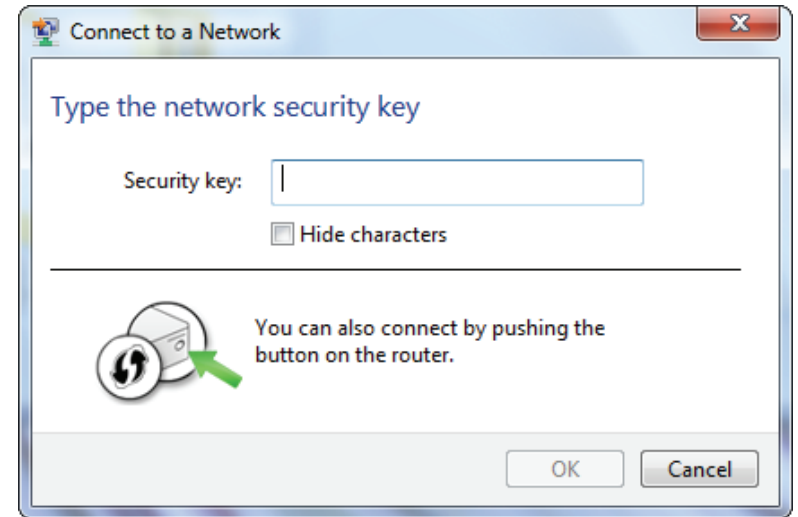 Connect to a Network
Type the network security key
Security key:
Hide characters
You can also connect by pushing the
button on the router.
OK
Cancel